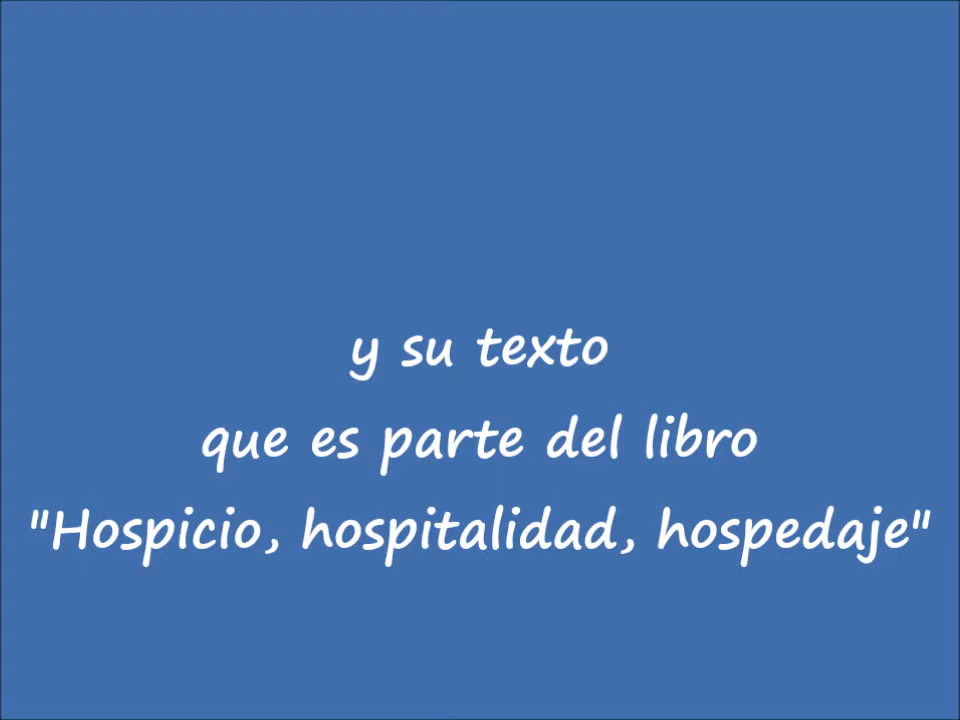 y su texto
que es parte del libro
"Hospicio, hospitalidad, hospedaje"